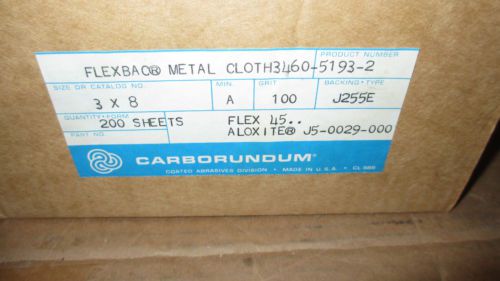 PRODUCT NUMBER
FLEXBAC® METAL CLOTH3460-5193-2
SIZE OR CATALOG NO. MIN. GRIT BACKING - TYPE
3 X 8 A 100 J255E
QUANTITY - FORM
200 SHEETS FLEX 45..
PART NO. ALOXITE® J5-0029-000
CARBORUNDUM®
COATED ABRASIVES DIVISION • MADE IN U.S.A. • CL 566